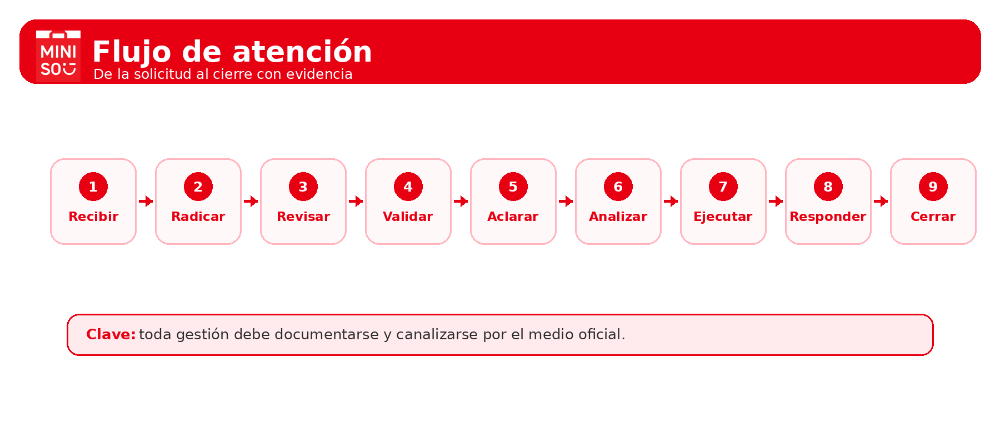 MINI
SO
Flujo de atención
De la solicitud al cierre con evidencia
1
Recibir
2
Radicar
3
Revisar
4
Validar
5
Aclarar
6
Analizar
7
Ejecutar
8
Responder
9
Cerrar
Clave: toda gestión debe documentarse y canalizarse por el medio oficial.